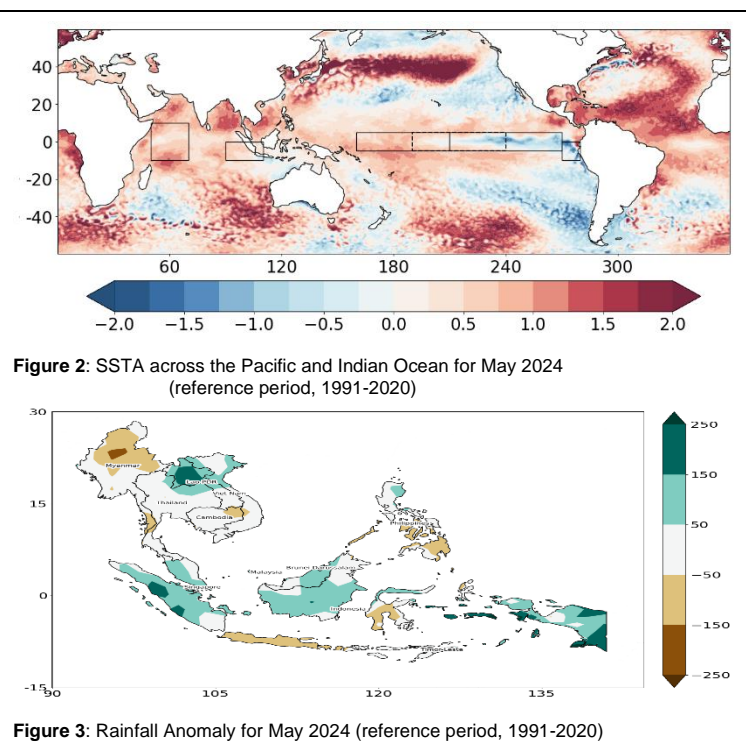 40
20
0
−20
−40
60 120 180 240 300
−2.0 −1.5 −1.0 −0.5 0.0 0.5 1.0 1.5 2.0
Figure 2: SSTA across the Pacific and Indian Ocean for May 2024
(reference period, 1991-2020)
30
15
0
-15
90 105 120 135
Myanmar
Lao PDR
Viet Nam
Thailand
Cambodia
Philippines
Brunei Darussalam
Malaysia
Singapore
Indonesia
Timor-Leste
250
150
50
−50
−150
−250
Figure 3: Rainfall Anomaly for May 2024 (reference period, 1991-2020)